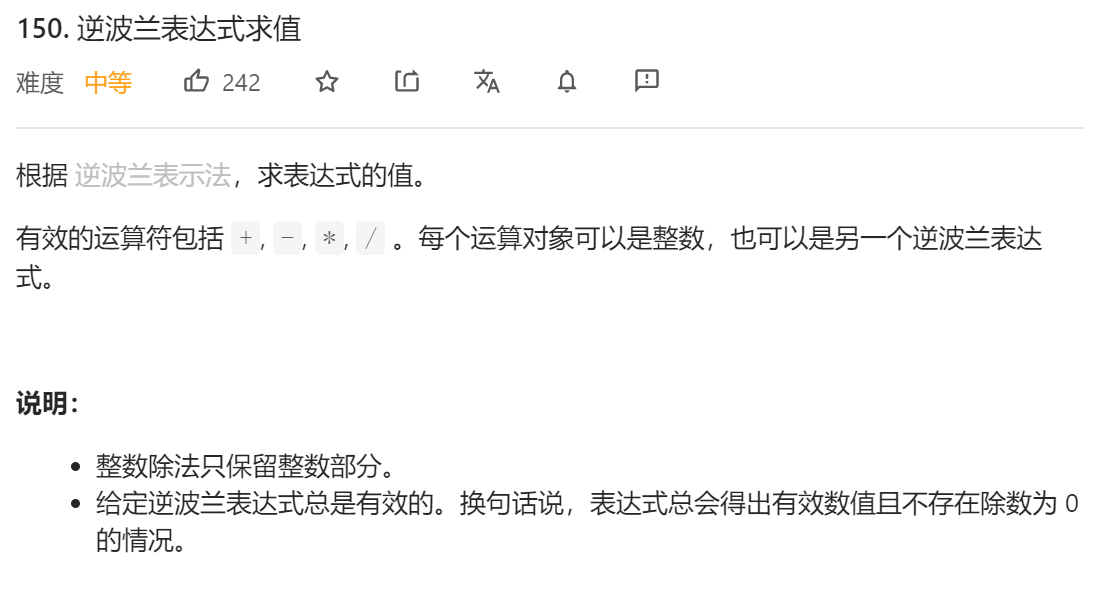 150. 逆波兰表达式求值
难度 中等 242
根据 逆波兰表示法，求表达式的值。
有效的运算符包括 +, -, *, / 。每个运算对象可以是整数，也可以是另一个逆波兰表达
式。
说明：
• 整数除法只保留整数部分。
• 给定逆波兰表达式总是有效的。换句话说，表达式总会得出有效数值且不存在除数为 0
的情况。